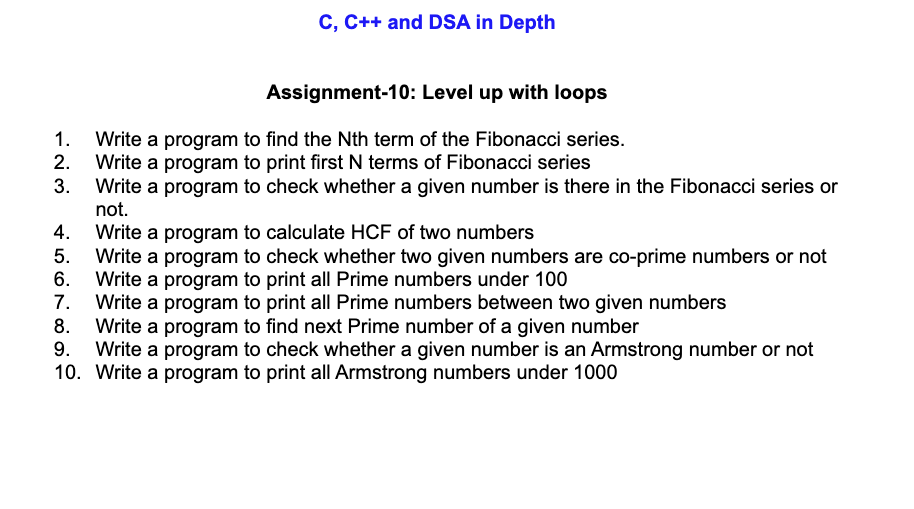 C, C++ and DSA in Depth
Assignment-10: Level up with loops
1. Write a program to find the Nth term of the Fibonacci series.
2. Write a program to print first N terms of Fibonacci series
3. Write a program to check whether a given number is there in the Fibonacci series or
not.
4. Write a program to calculate HCF of two numbers
5. Write a program to check whether two given numbers are co-prime numbers or not
6. Write a program to print all Prime numbers under 100
7. Write a program to print all Prime numbers between two given numbers
8. Write a program to find next Prime number of a given number
9. Write a program to check whether a given number is an Armstrong number or not
10. Write a program to print all Armstrong numbers under 1000